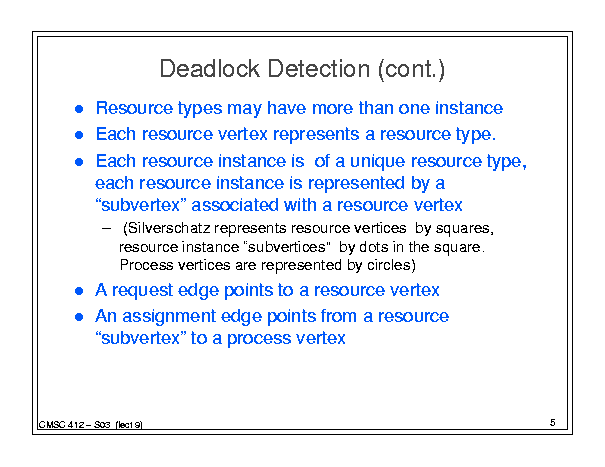 Deadlock Detection (cont.)
● Resource types may have more than one instance
● Each resource vertex represents a resource type.
● Each resource instance is of a unique resource type,
each resource instance is represented by a
“subvertex” associated with a resource vertex
– (Silverschatz represents resource vertices by squares,
resource instance “subvertices” by dots in the square.
Process vertices are represented by circles)
● A request edge points to a resource vertex
● An assignment edge points from a resource
“subvertex” to a process vertex
CMSC 412 – S03 (lect 9)
5